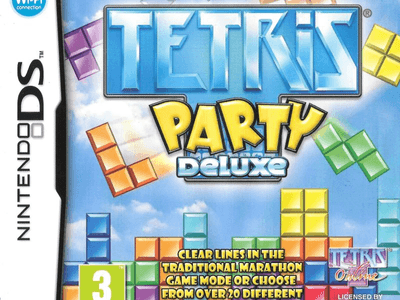 Wi-Fi
connection
NINTENDO DS
TETRIS®
PARTY
Deluxe
CLEAR LINES IN THE
TRADITIONAL MARATHON
GAME MODE OR CHOOSE
FROM OVER 20 DIFFERENT
3
TETRIS
Online
LICENSED BY